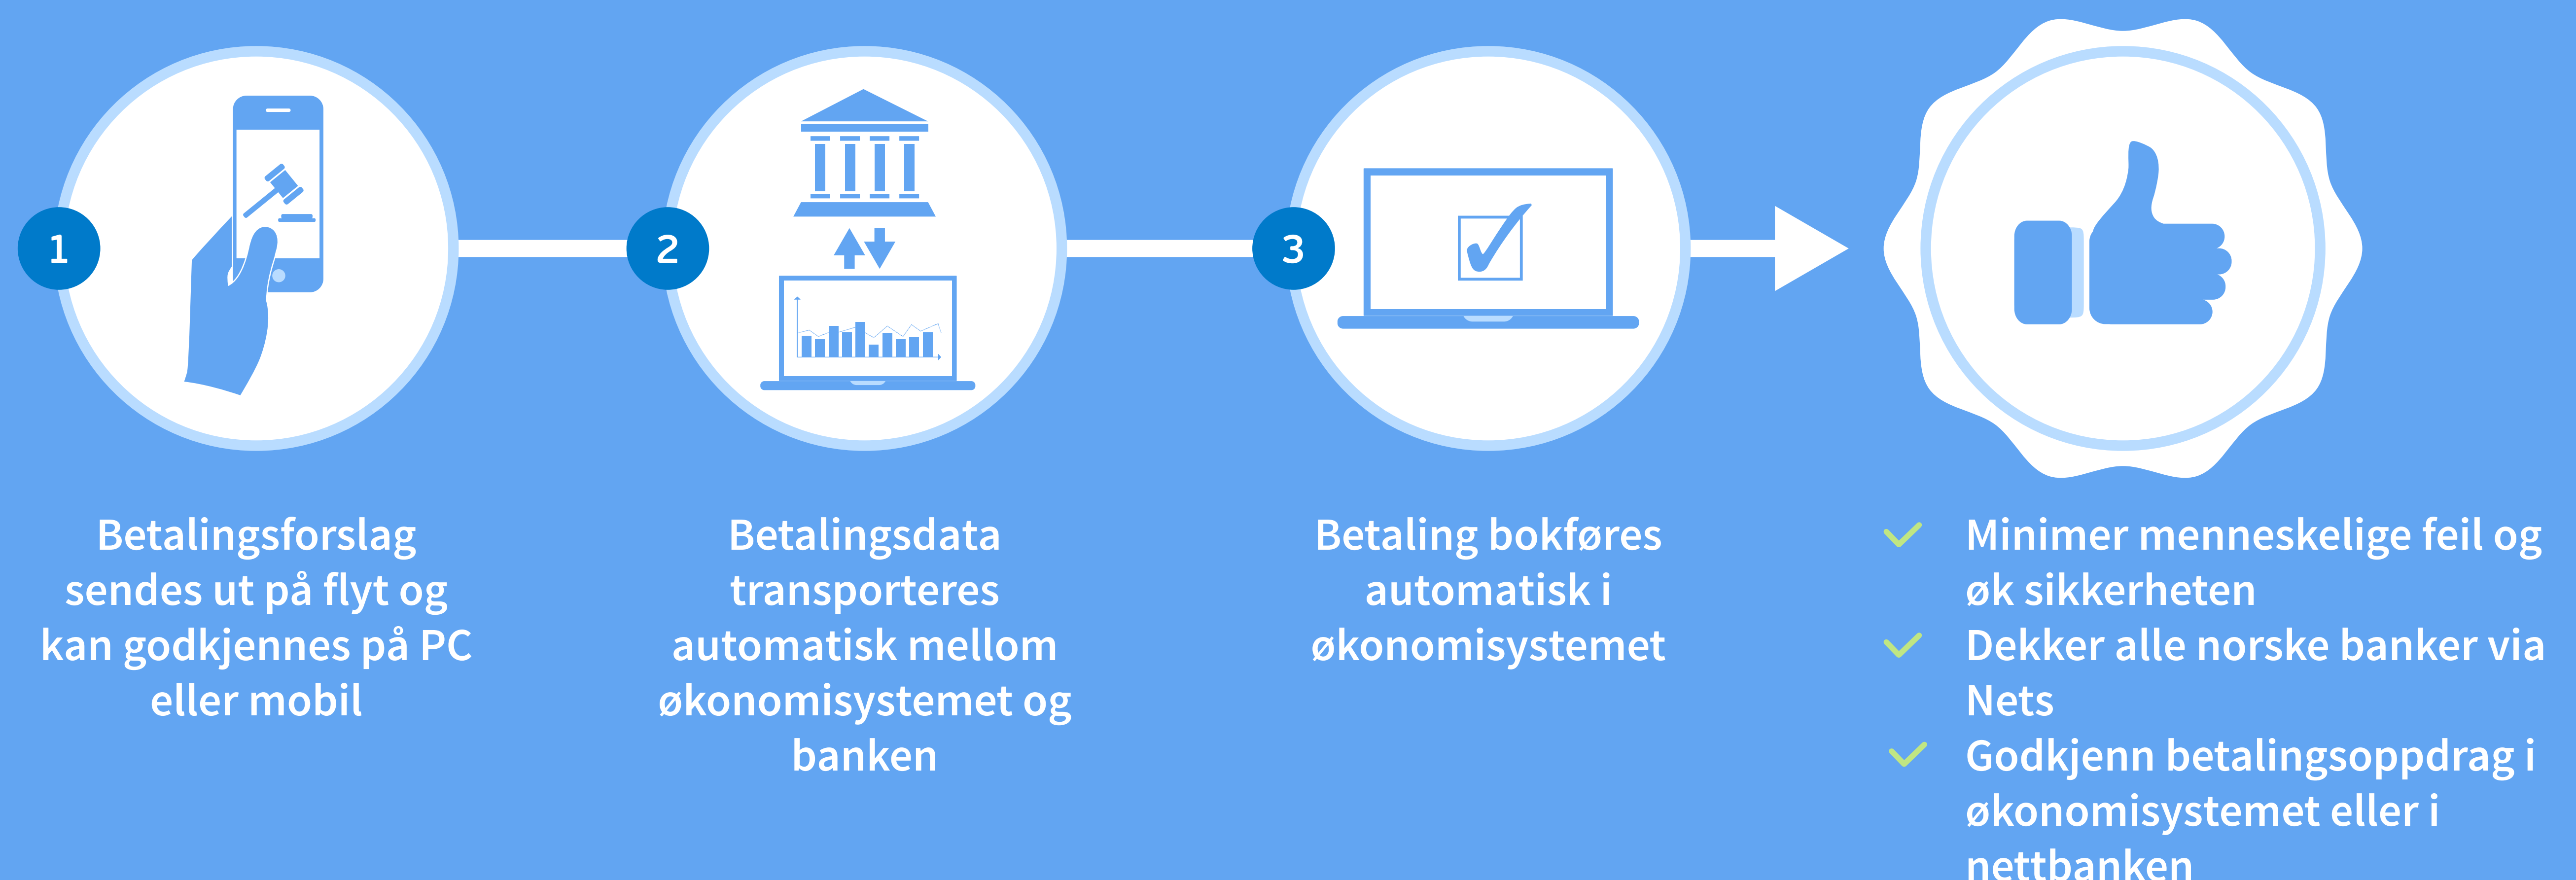 1
Betalingsforslag
sendes ut på flyt og
kan godkjennes på PC
eller mobil
2
Betalingsdata
transporteres
automatisk mellom
økonomisystemet og
banken
3
Betaling bokføres
automatisk i
økonomisystemet
Minimer menneskelige feil og
øk sikkerheten
Dekker alle norske banker via
Nets
Godkjenn betalingsoppdrag i
økonomisystemet eller i
nettbanken